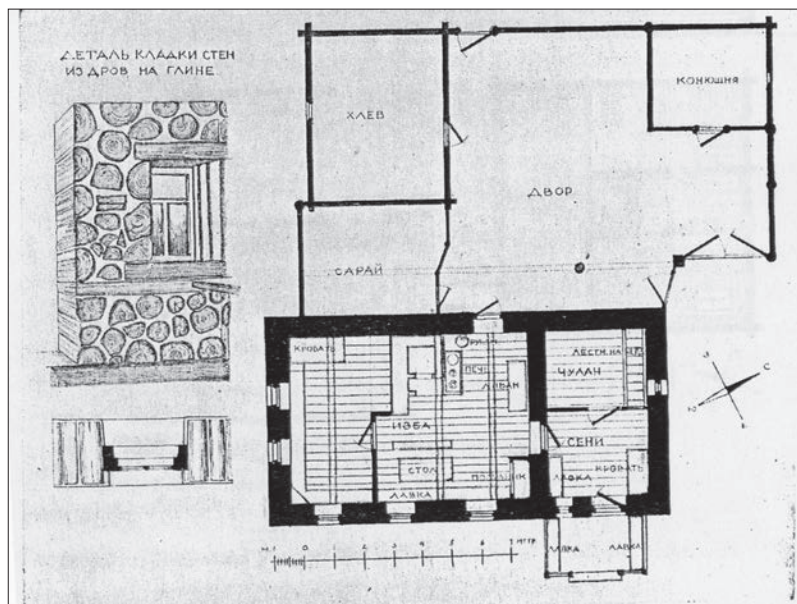 ДЕТАЛЬ КЛАДКИ СТЕН
ИЗ ДРОВ НА ГЛИНЕ
ХЛЕВ
КОНЮШНЯ
ДВОР
САРАЙ
КРОВАТЬ
ПЕЧЬ
ДИВАН
ИЗБА
СТОЛ
ЛАВКА
ЧУЛАН
СЕНИ
ЛАВКА
КРОВАТЬ
ЛАВКА
ЛАВКА
С
Ю